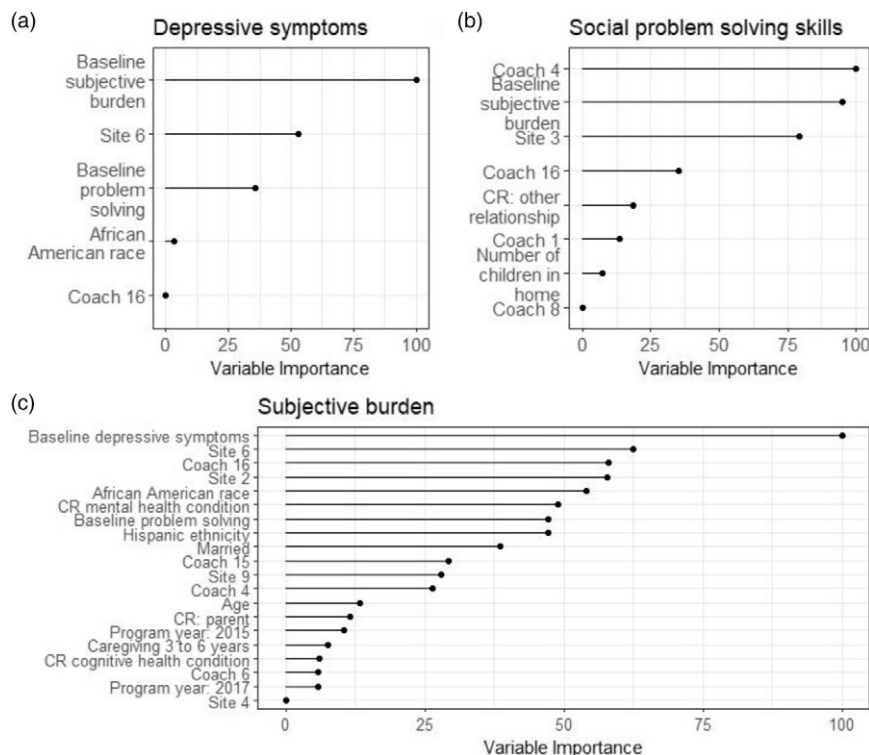 (a)
Depressive symptoms
Baseline
subjective
burden
Site 6
Baseline
problem
solving
African
American race
Coach 16
0
25
50
75
100
Variable Importance
(b)
Social problem solving skills
Coach 4
Baseline
subjective
burden
Site 3
Coach 16
CR: other
relationship
Coach 1
Number of
children in
home
Coach 8
0
25
50
75
100
Variable Importance
(c)
Subjective burden
Baseline depressive symptoms
Site 6
Coach 16
Site 2
African American race
CR mental health condition
Baseline problem solving
Hispanic ethnicity
Married
Coach 15
Site 9
Coach 4
Age
CR: parent
Program year: 2015
Caregiving 3 to 6 years
CR cognitive health condition
Coach 6
Program year: 2017
Site 4
0
25
50
75
100
Variable Importance